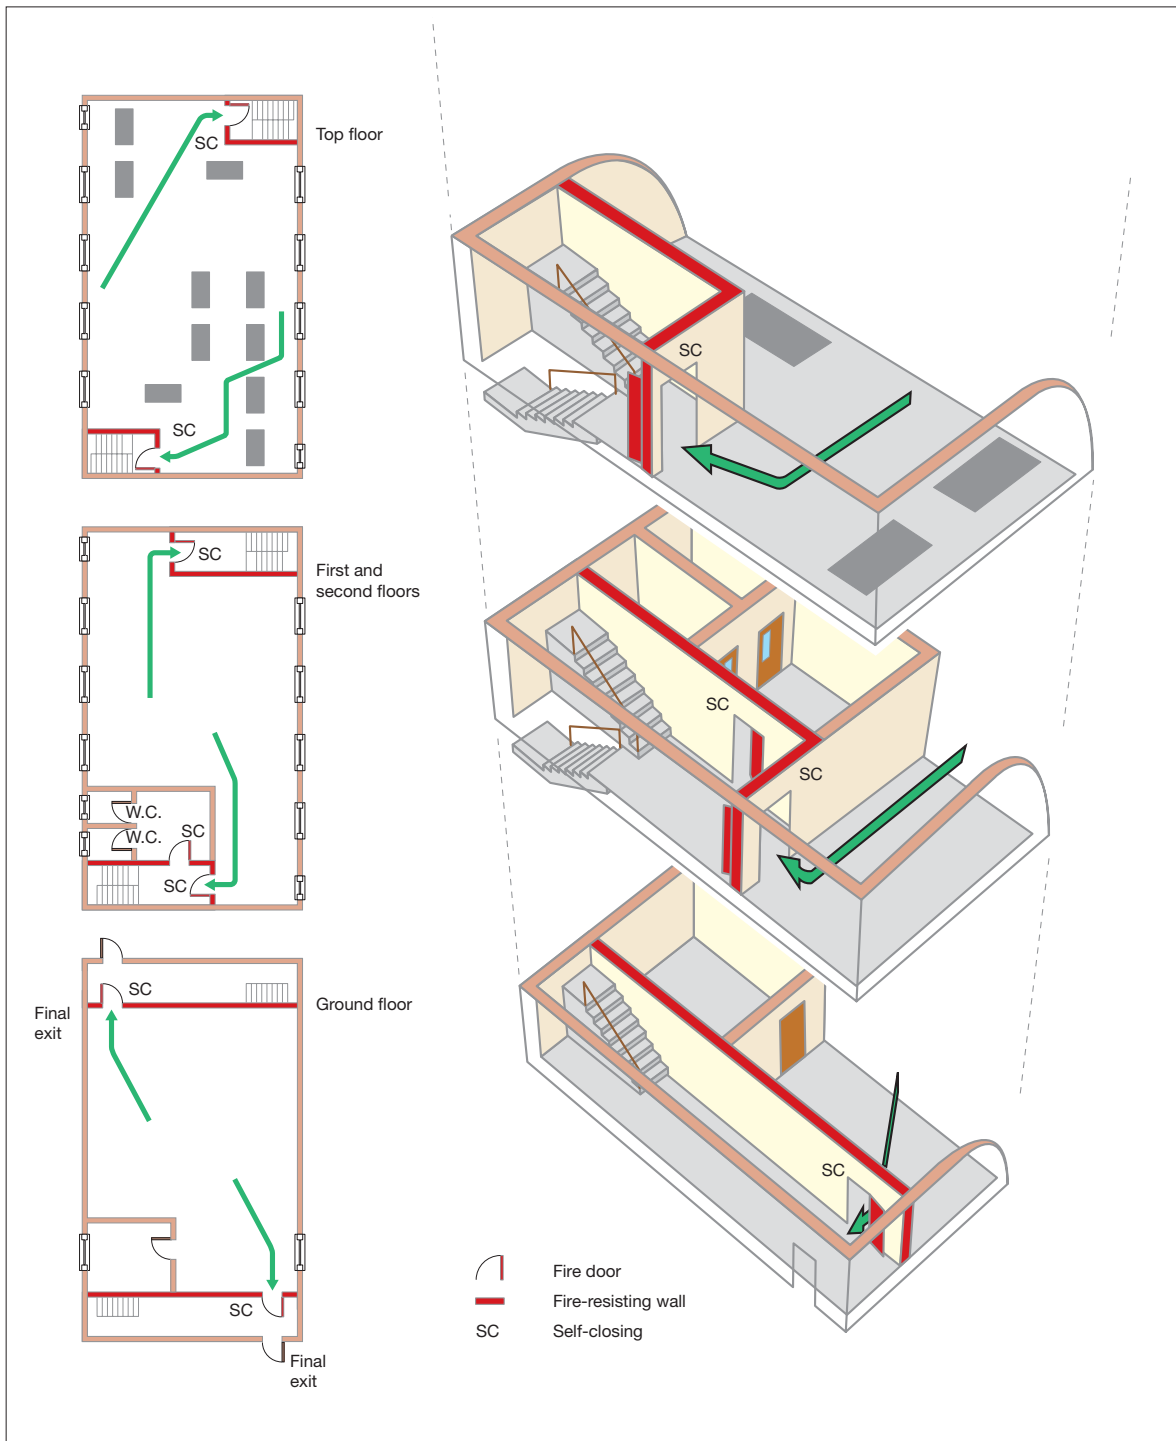 SC
Top floor
SC
SC
First and
second floors
W.C.
W.C.
SC
SC
SC
Final
exit
Ground floor
SC
Final
exit
SC
SC
SC
SC
Fire door
Fire-resisting wall
SC Self-closing